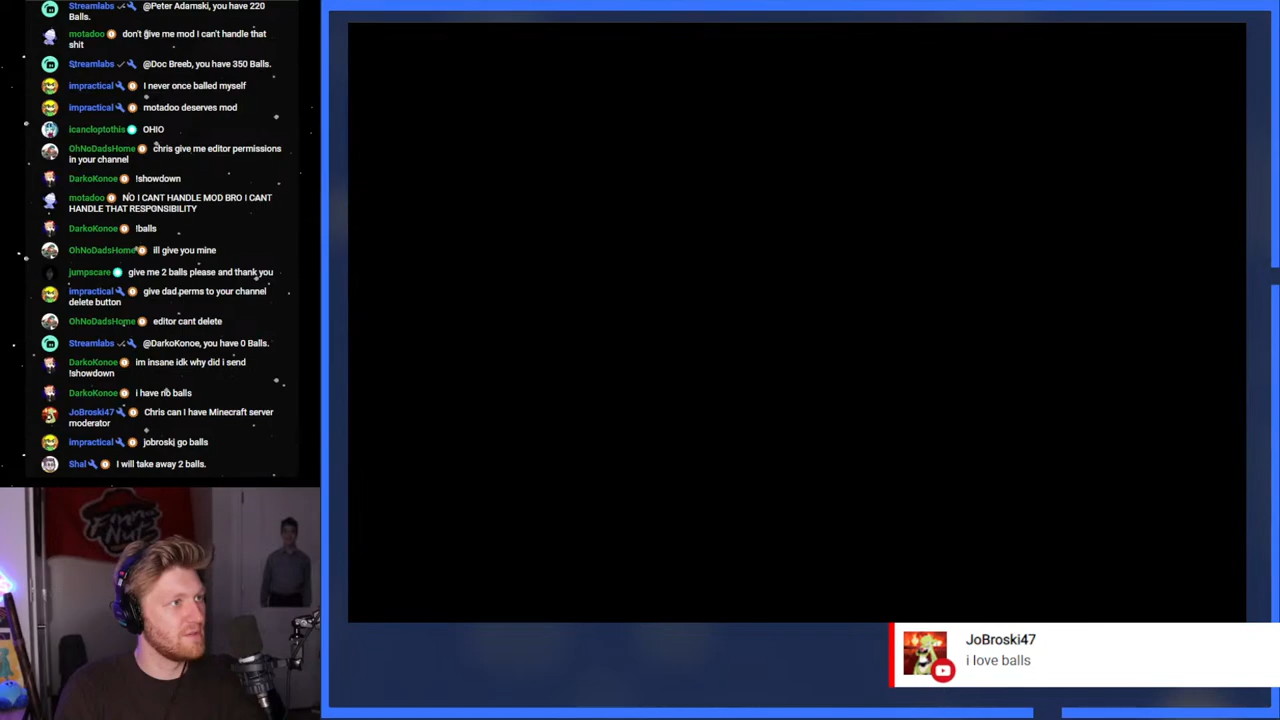 Streamlabs @Peter Adamski, you have 220
Balls.
motadoo don't give me mod I can't handle that
shit
Streamlabs @Doc Breeb, you have 350 Balls.
impractical I never once balled myself
impractical motadoo deserves mod
icancloptothis OHIO
OhNoDadsHome chris give me editor permissions
in your channel
DarkoKonoe !showdown
motadoo NO I CANT HANDLE MOD BRO I CANT
HANDLE THAT RESPONSIBILITY
DarkoKonoe !balls
OhNoDadsHome ill give you mine
jumpscare give me 2 balls please and thank you
impractical give dad perms to your channel
delete button
OhNoDadsHome editor cant delete
Streamlabs @DarkoKonoe, you have 0 Balls.
DarkoKonoe im insane idk why did i send
!showdown
DarkoKonoe i have no balls
JoBroski47 Chris can I have Minecraft server
moderator
impractical jobroski go balls
Shal I will take away 2 balls.
JoBroski47
i love balls